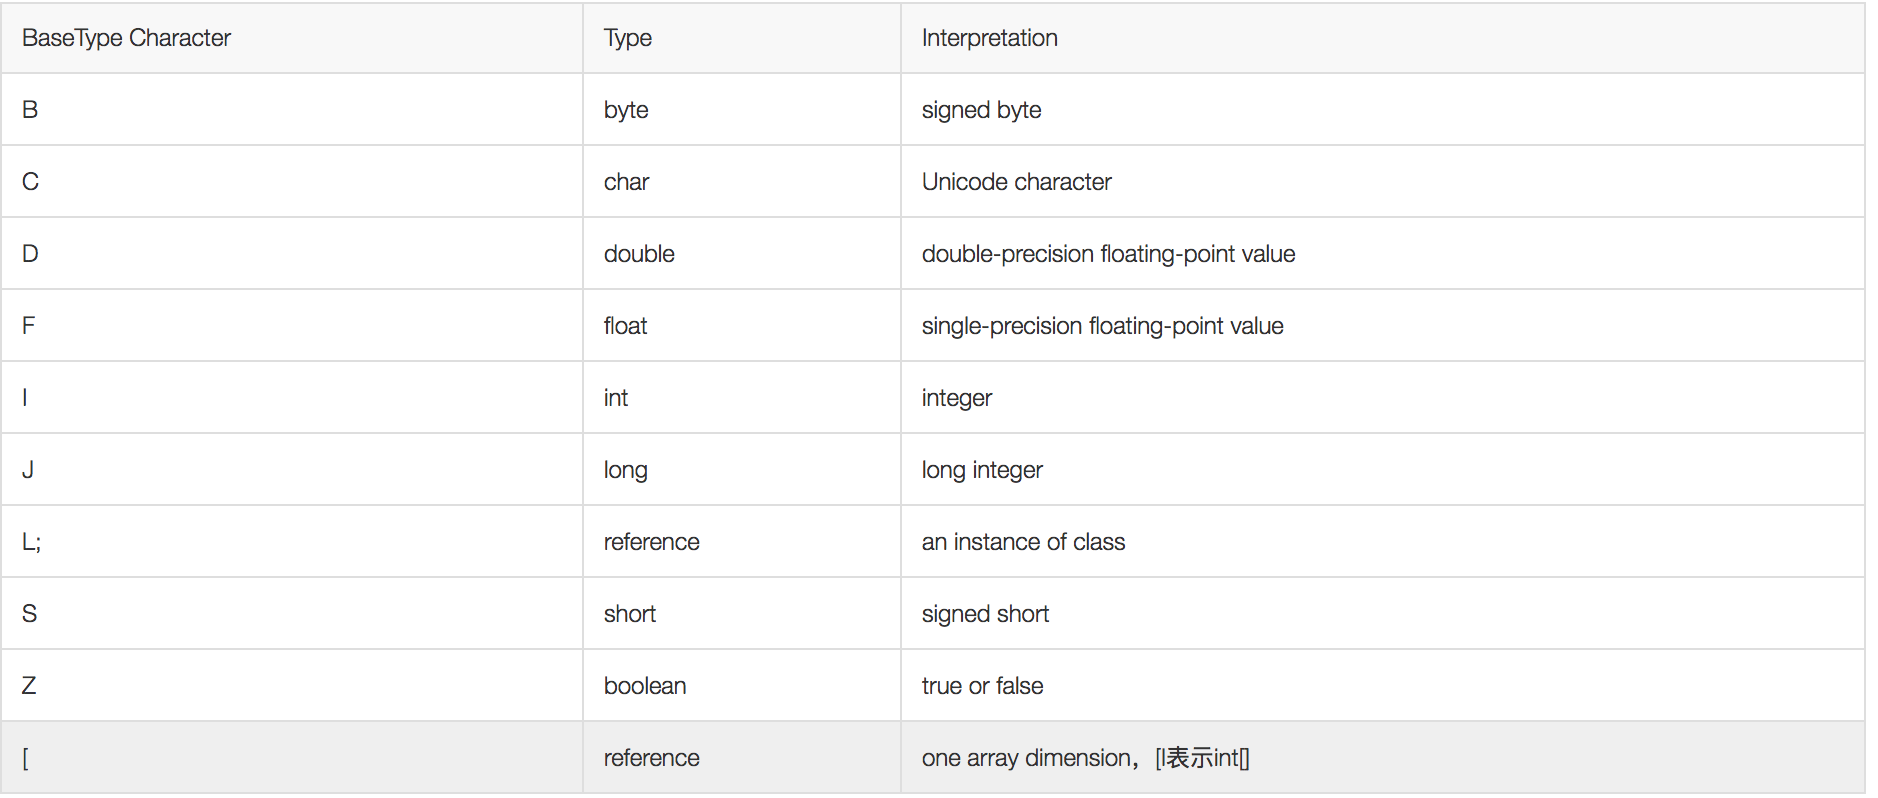 BaseType Character Type Interpretation
B byte signed byte
C char Unicode character
D double double-precision floating-point value
F float single-precision floating-point value
I int integer
J long long integer
L; reference an instance of class
S short signed short
Z boolean true or false
[ reference one array dimension，[I表示int[]